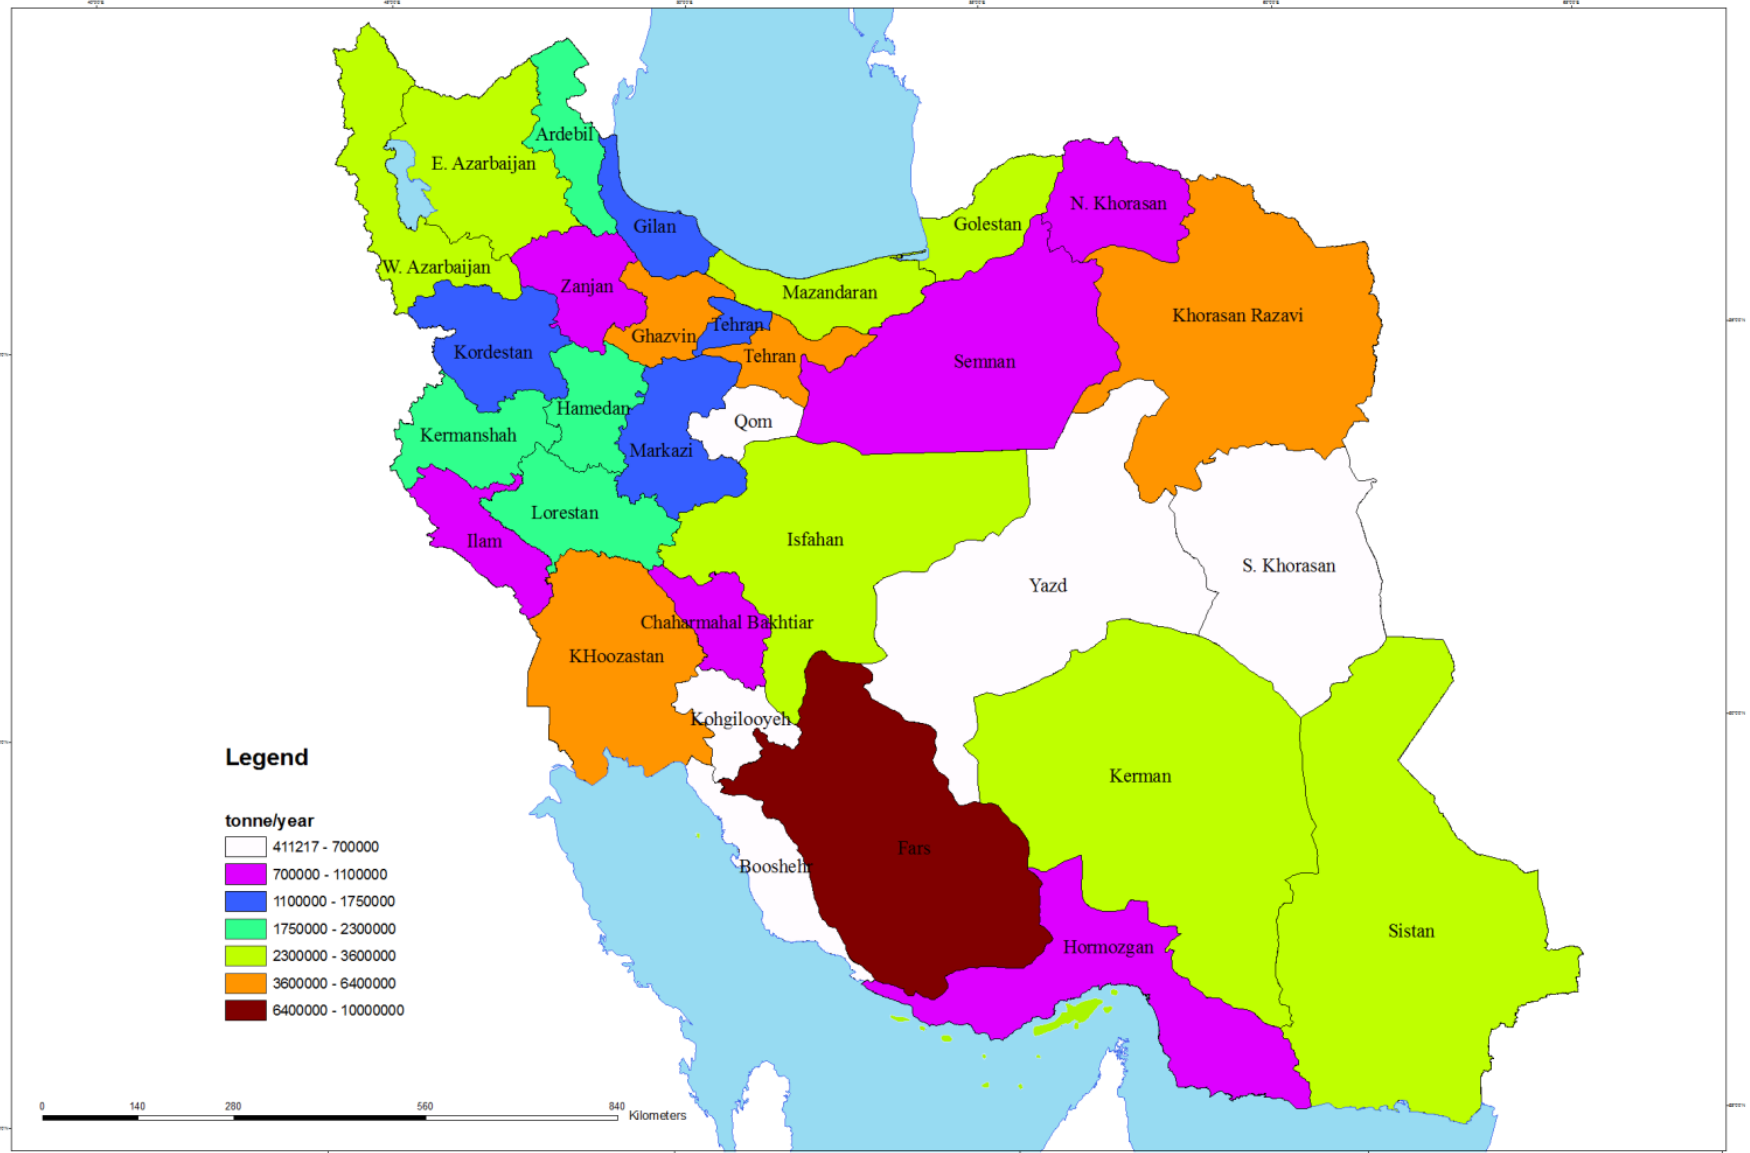 Ardebil
E. Azarbaijan
N. Khorasan
Gilan
Golestan
W. Azarbaijan
Zanjan
Mazandaran
Khorasan Razavi
Tehran
Ghazvin
Kordestan
Tehran
Semnan
Hamedan
Qom
Kermanshah
Markazi
Lorestan
Isfahan
Ilam
S. Khorasan
Yazd
Chaharmahal Bakhtiar
KHoozastan
Kohgilooyeh
Kerman
Fars
Booshehr
Sistan
Hormozgan
Legend
tonne/year
411217 - 700000
700000 - 1100000
1100000 - 1750000
1750000 - 2300000
2300000 - 3600000
3600000 - 6400000
6400000 - 10000000
0 140 280 560 840
Kilometers